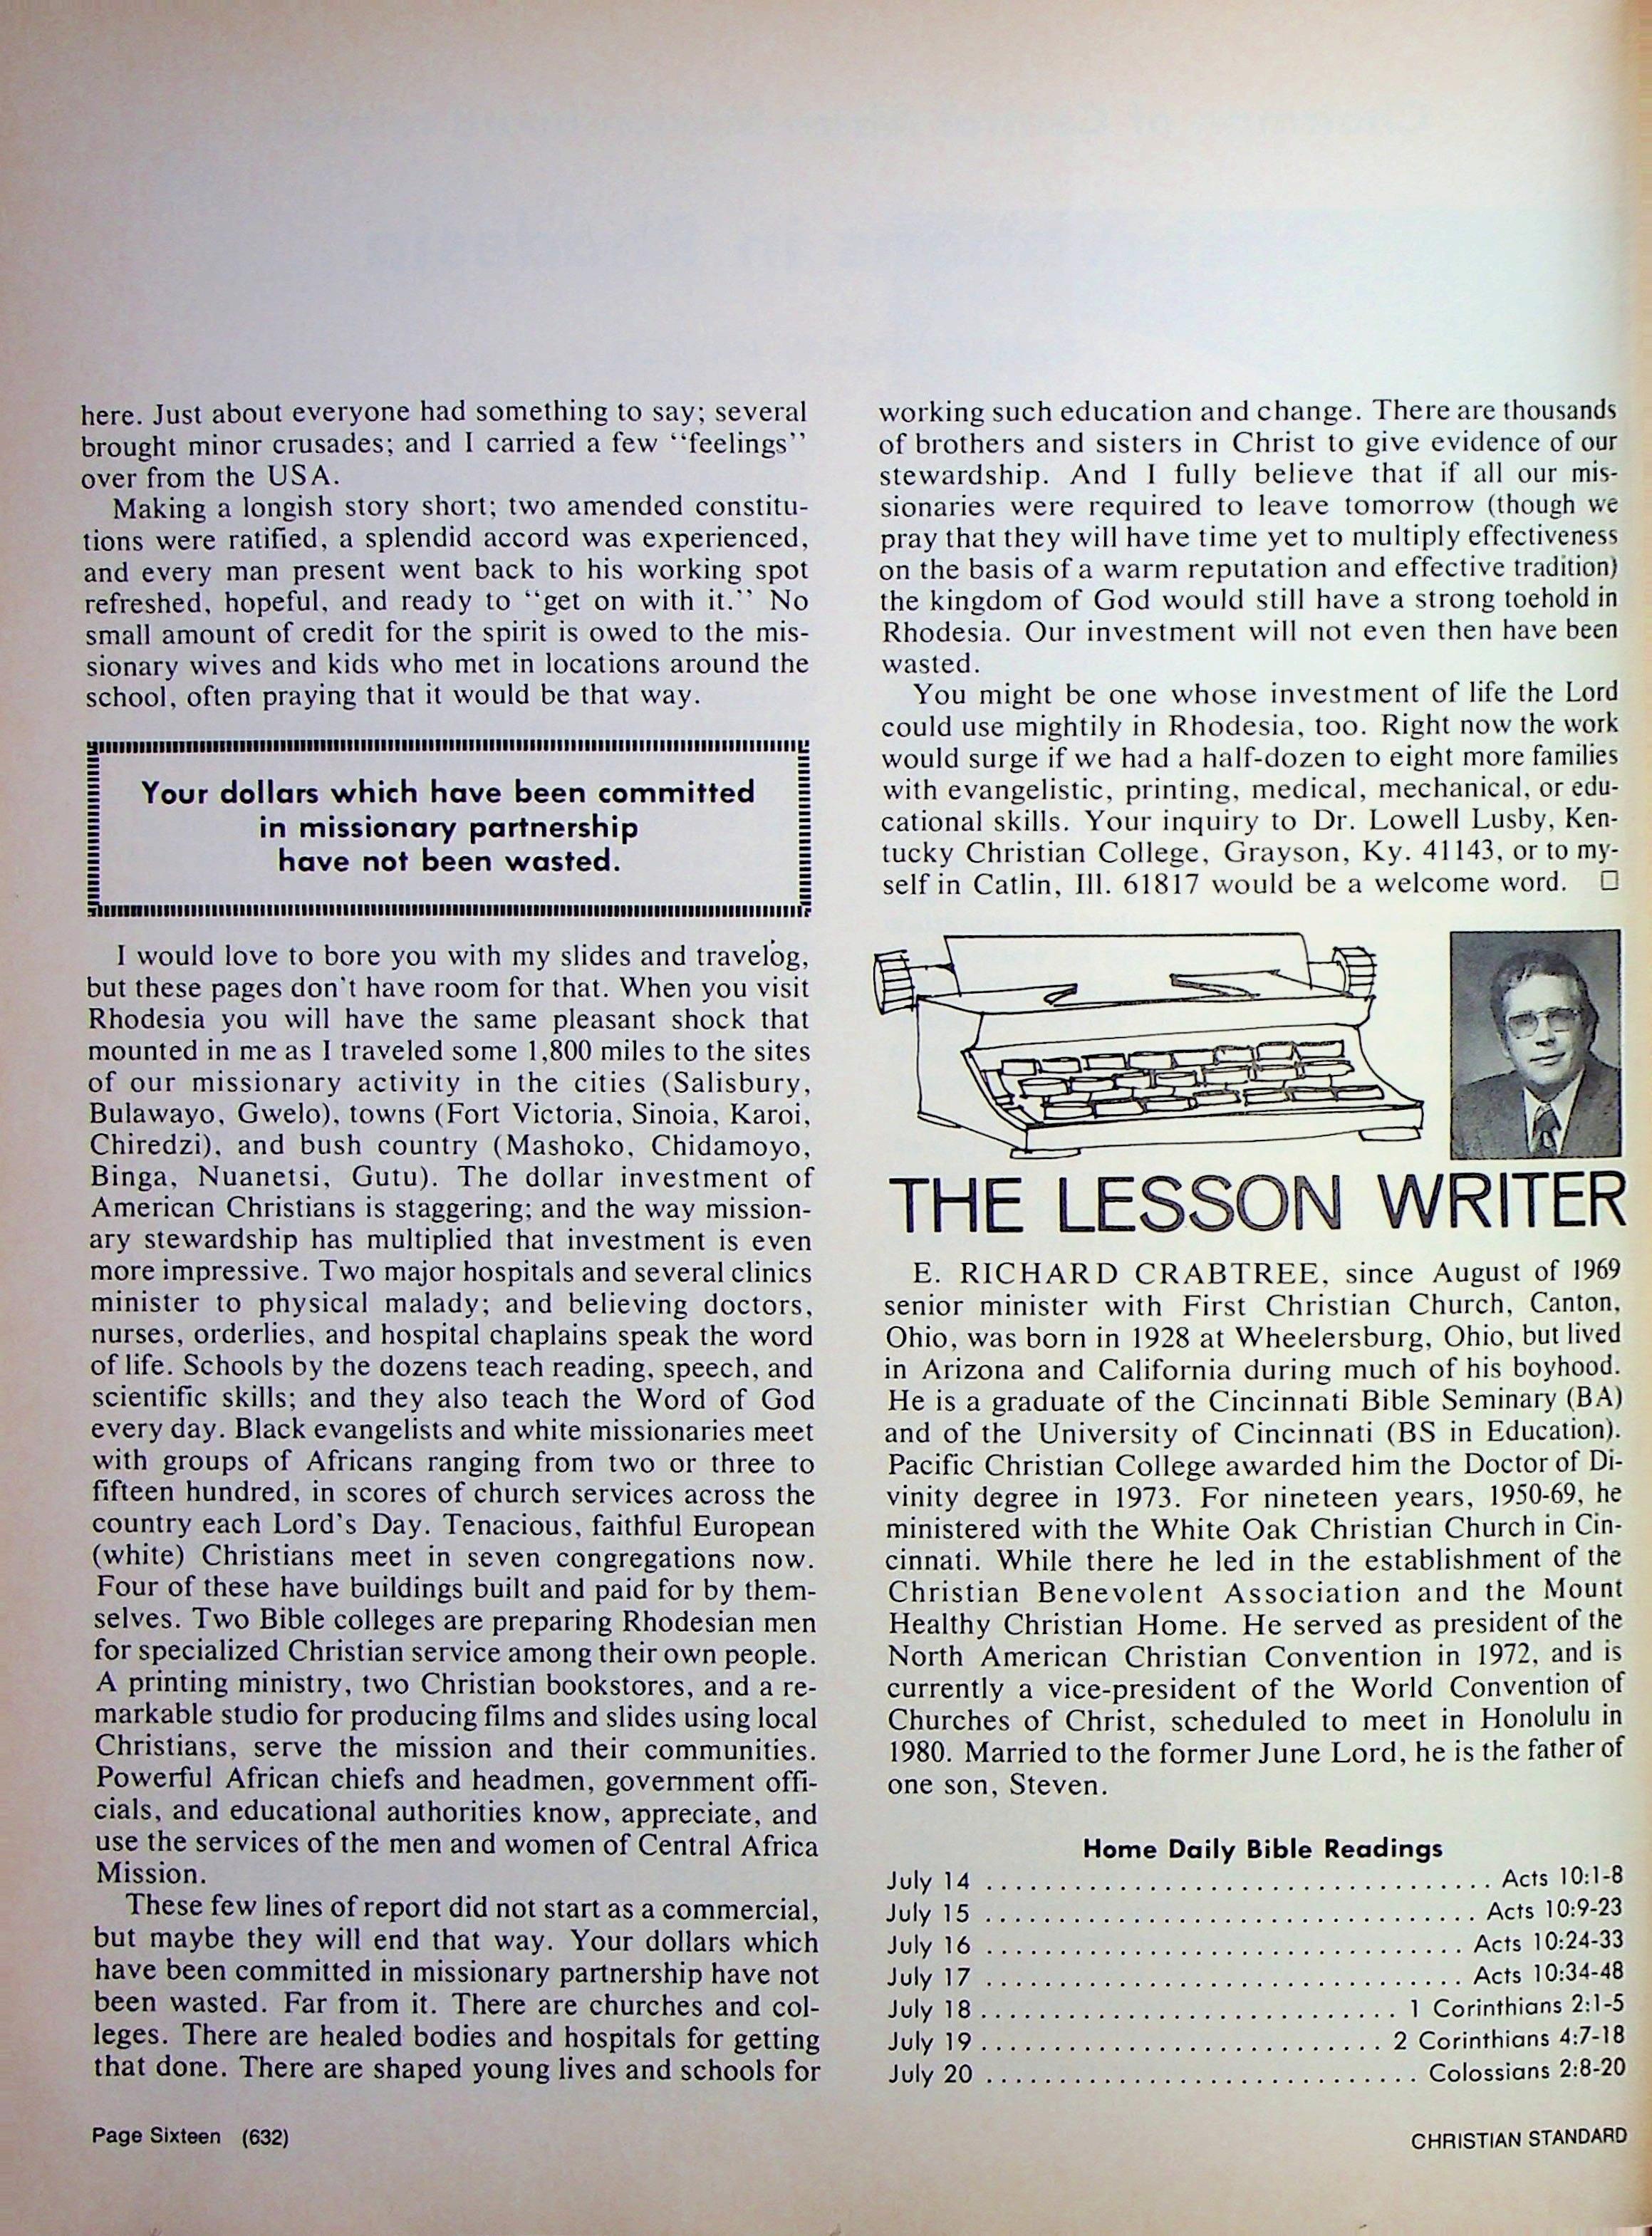 here. Just about everyone had something to say; several
brought minor crusades; and I carried a few “feelings”
over from the USA.
Making a longish story short; two amended constitu-
tions were ratified, a splendid accord was experienced,
and every man present went back to his working spot
refreshed, hopeful, and ready to “get on with it.” No
small amount of credit for the spirit is owed to the mis-
sionary wives and kids who met in locations around the
school, often praying that it would be that way.
Your dollars which have been committed
in missionary partnership
have not been wasted.
I would love to bore you with my slides and travelog,
but these pages don't have room for that. When you visit
Rhodesia you will have the same pleasant shock that
mounted in me as I traveled some 1,800 miles to the sites
of our missionary activity in the cities (Salisbury,
Bulawayo, Gwelo), towns (Fort Victoria, Sinoia, Karoi,
Chiredzi), and bush country (Mashoko, Chidamoyo,
Binga, Nuanetsi, Gutu). The dollar investment of
American Christians is staggering; and the way mission-
ary stewardship has multiplied that investment is even
more impressive. Two major hospitals and several clinics
minister to physical malady; and believing doctors,
nurses, orderlies, and hospital chaplains speak the word
of life. Schools by the dozens teach reading, speech, and
scientific skills; and they also teach the Word of God
every day. Black evangelists and white missionaries meet
with groups of Africans ranging from two or three to
fifteen hundred, in scores of church services across the
country each Lord's Day. Tenacious, faithful European
(white) Christians meet in seven congregations now.
Four of these have buildings built and paid for by them-
selves. Two Bible colleges are preparing Rhodesian men
for specialized Christian service among their own people.
A printing ministry, two Christian bookstores, and a re-
markable studio for producing films and slides using local
Christians, serve the mission and their communities.
Powerful African chiefs and headmen, government offi-
cials, and educational authorities know, appreciate, and
use the services of the men and women of Central Africa
Mission.
These few lines of report did not start as a commercial,
but maybe they will end that way. Your dollars which
have been committed in missionary partnership have not
been wasted. Far from it. There are churches and col-
leges. There are healed bodies and hospitals for getting
that done. There are shaped young lives and schools for
working such education and change. There are thousands
of brothers and sisters in Christ to give evidence of our
stewardship. And I fully believe that if all our mis-
sionaries were required to leave tomorrow (though we
pray that they will have time yet to multiply effectiveness
on the basis of a warm reputation and effective tradition)
the kingdom of God would still have a strong toehold in
Rhodesia. Our investment will not even then have been
wasted.
You might be one whose investment of life the Lord
could use mightily in Rhodesia, too. Right now the work
would surge if we had a half-dozen to eight more families
with evangelistic, printing, medical, mechanical, or edu-
cational skills. Your inquiry to Dr. Lowell Lusby, Ken-
tucky Christian College, Grayson, Ky. 41143, or to my-
self in Catlin, Ill. 61817 would be a welcome word. □
THE LESSON WRITER
E. RICHARD CRABTREE, since August of 1969
senior minister with First Christian Church, Canton,
Ohio, was born in 1928 at Wheelersburg, Ohio, but lived
in Arizona and California during much of his boyhood.
He is a graduate of the Cincinnati Bible Seminary (BA)
and of the University of Cincinnati (BS in Education).
Pacific Christian College awarded him the Doctor of Di-
vinity degree in 1973. For nineteen years, 1950-69, he
ministered with the White Oak Christian Church in Cin-
cinnati. While there he led in the establishment of the
Christian Benevolent Association and the Mount
Healthy Christian Home. He served as president of the
North American Christian Convention in 1972, and is
currently a vice-president of the World Convention of
Churches of Christ, scheduled to meet in Honolulu in
1980. Married to the former June Lord, he is the father of
one son, Steven.
Home Daily Bible Readings
July 14 .................................. Acts 10:1-8
July 15 .................................. Acts 10:9-23
July 16 .................................. Acts 10:24-33
July 17 .................................. Acts 10:34-48
July 18 ............................ 1 Corinthians 2:1-5
July 19 ............................ 2 Corinthians 4:7-18
July 20 .............................. Colossians 2:8-20
Page Sixteen (632)
CHRISTIAN STANDARD